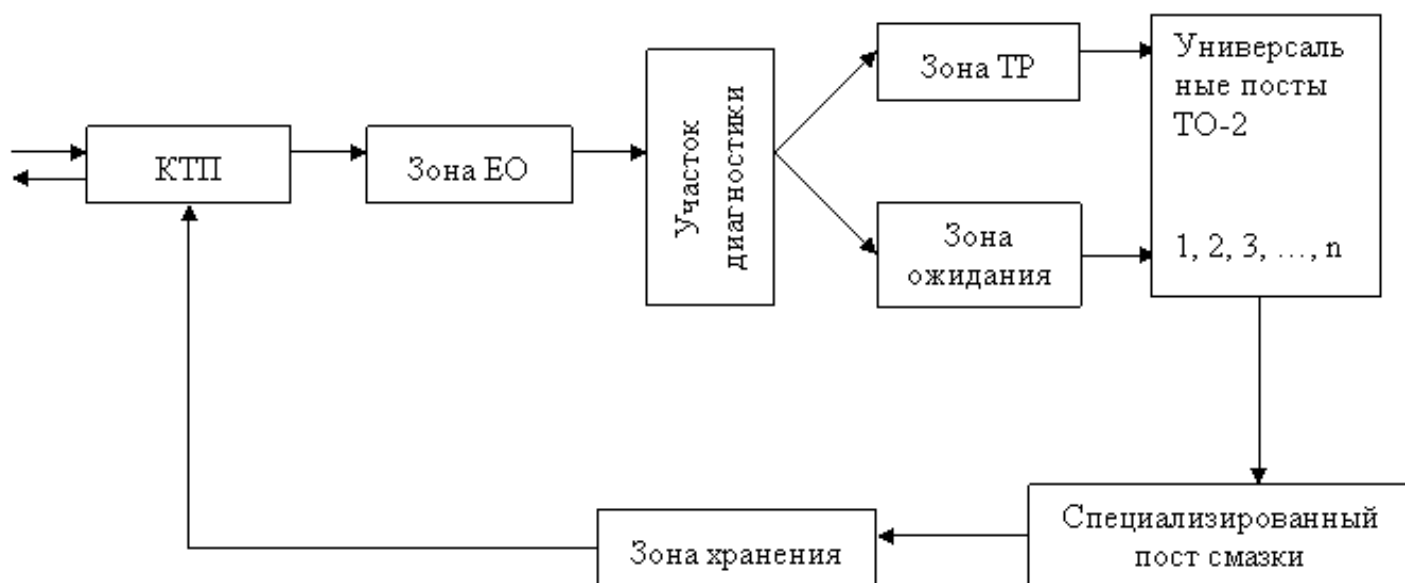 КТП
Зона ЕО
Участок
диагностики
Зона ТР
Зона
ожидания
Универсаль
ные посты
ТО-2
1, 2, 3, …, n
Специализированный
пост смазки
Зона хранения